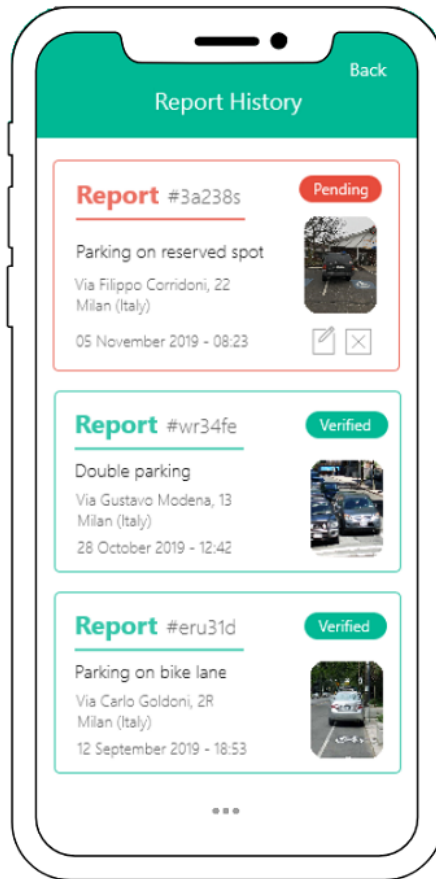 Back
Report History
Report #3a238s
Pending
Parking on reserved spot
Via Filippo Corridoni, 22
Milan (Italy)
05 November 2019 - 08:23
Report #wr34fe
Verified
Double parking
Via Gustavo Modena, 13
Milan (Italy)
28 October 2019 - 12:42
Report #eru31d
Verified
Parking on bike lane
Via Carlo Goldoni, 2R
Milan (Italy)
12 September 2019 - 18:53
•••